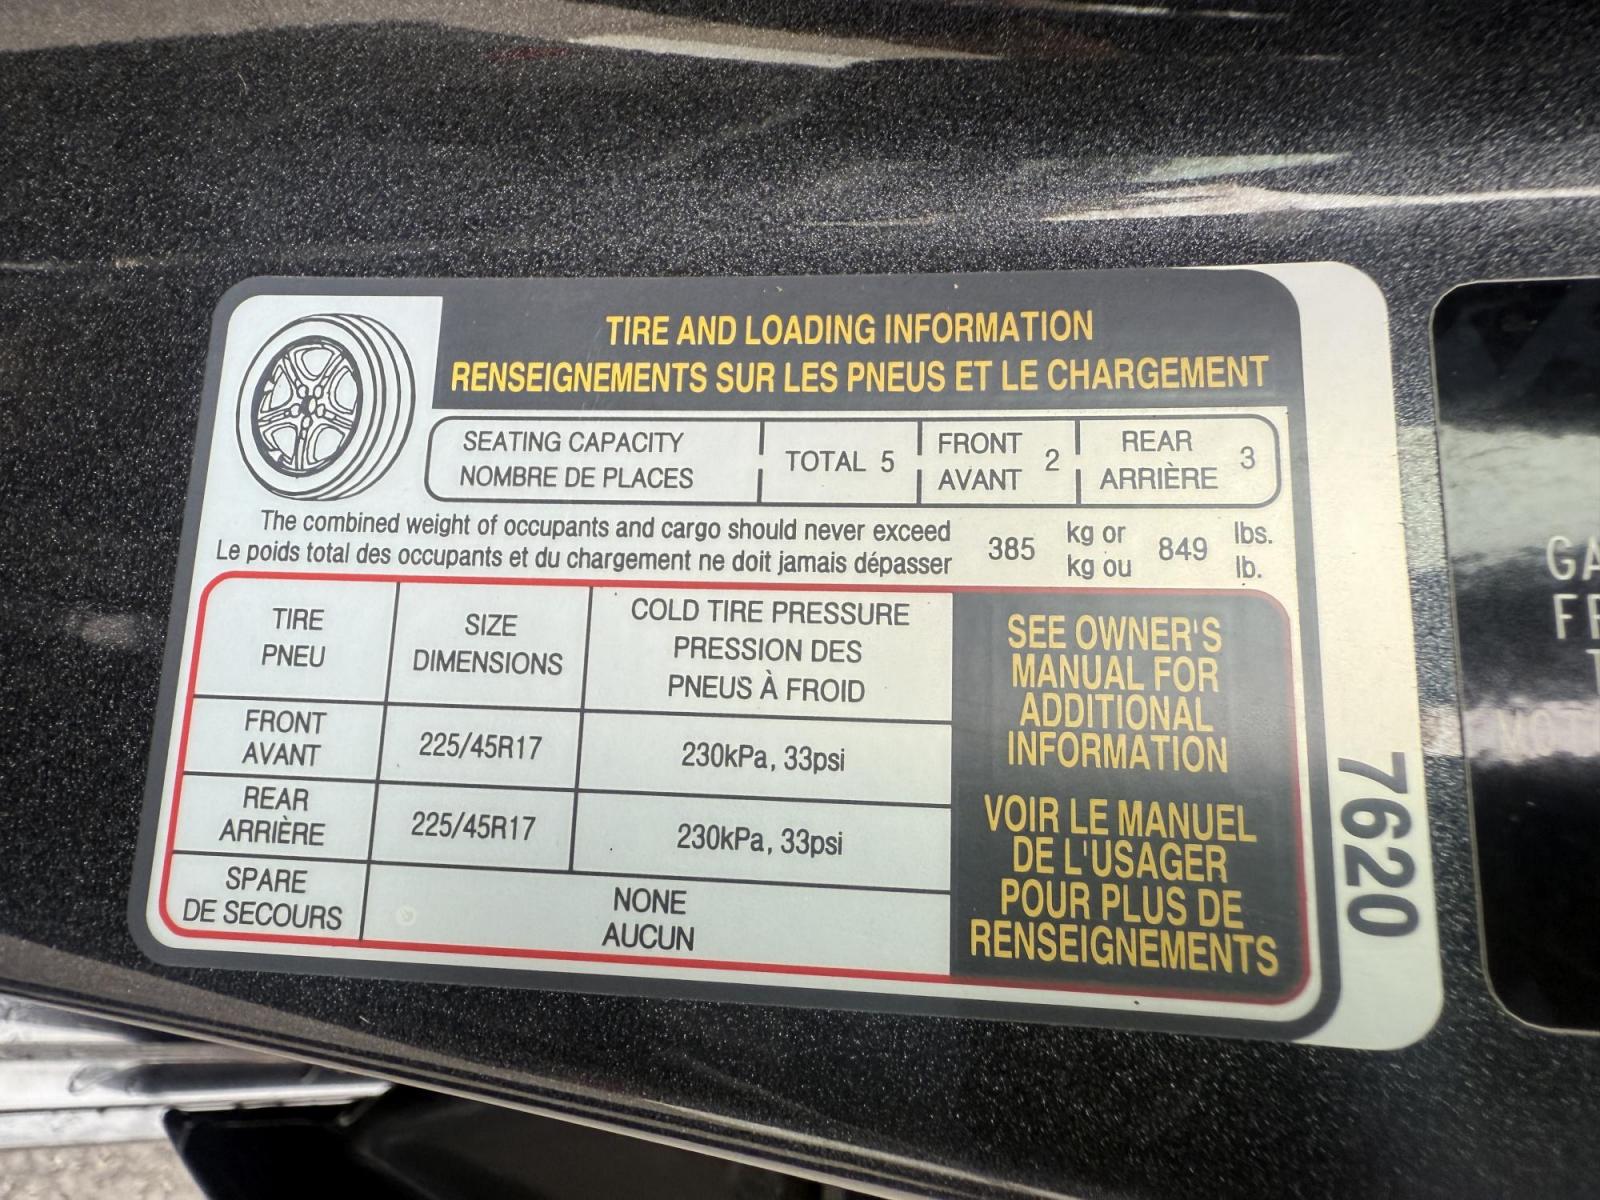 TIRE AND LOADING INFORMATION
RENSEIGNEMENTS SUR LES PNEUS ET LE CHARGEMENT
SEATING CAPACITY
NOMBRE DE PLACES
TOTAL 5
FRONT
AVANT
2
REAR
ARRIÈRE
3
The combined weight of occupants and cargo should never exceed
Le poids total des occupants et du chargement ne doit jamais dépasser
385
kg or
kg ou
849
lbs.
lb.
TIRE
PNEU
SIZE
DIMENSIONS
COLD TIRE PRESSURE
PRESSION DES
PNEUS À FROID
FRONT
AVANT
225/45R17
230kPa, 33psi
REAR
ARRIÈRE
225/45R17
230kPa, 33psi
SPARE
DE SECOURS
NONE
AUCUN
SEE OWNER'S
MANUAL FOR
ADDITIONAL
INFORMATION
VOIR LE MANUEL
DE L'USAGER
POUR PLUS DE
RENSEIGNEMENTS
7620